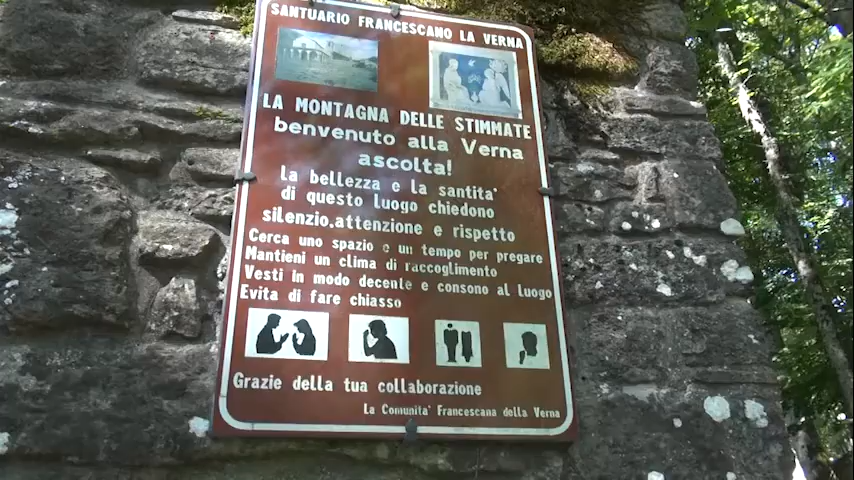 SANTUARIO FRANCESCANO LA VERNA
LA MONTAGNA DELLE STIMMATE
benvenuto alla Verna
ascolta!
la bellezza e la santita'
di questo luogo chiedono
silenzio.attenzione e rispetto
Cerca uno spazio e un tempo per pregare
Mantieni un clima di raccoglimento
Vesti in modo decente e consono al luogo
Evita di fare chiasso
Grazie della tua collaborazione
La Comunita' Francescana della Verna